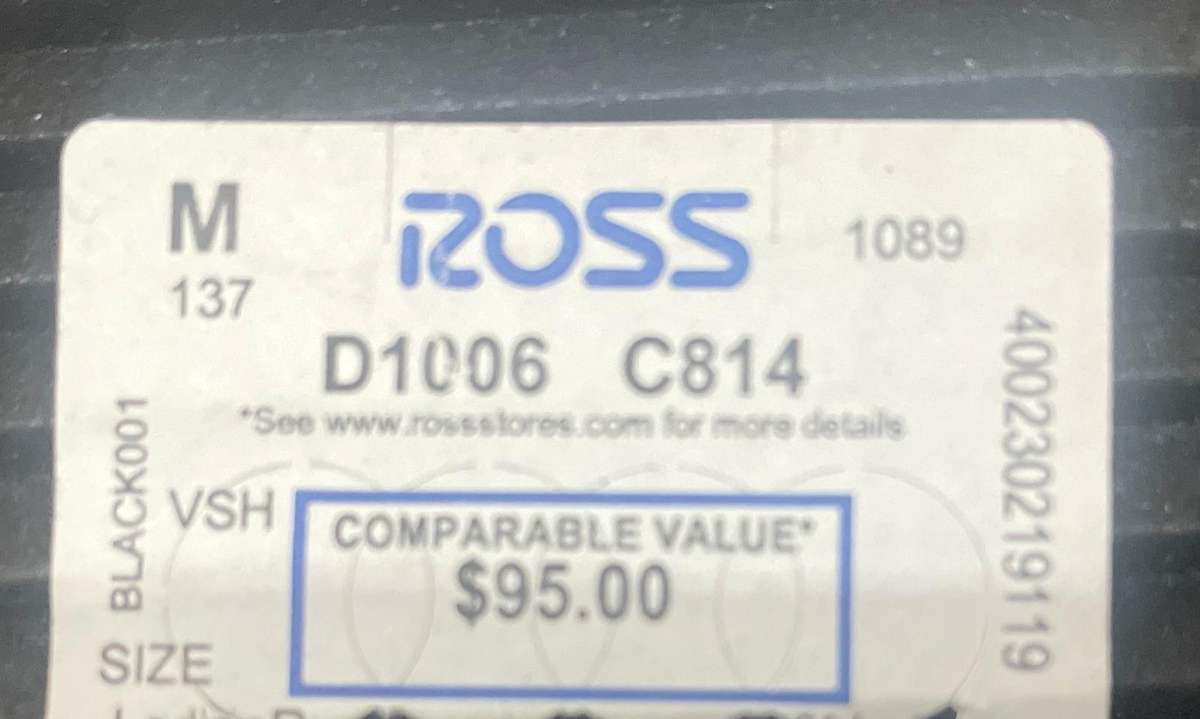 M
ROSS
1089
137
D1006 C814
*See www.rossstores.com for more details
400230219119
BLACK001
VSH
COMPARABLE VALUE*
$95.00
SIZE